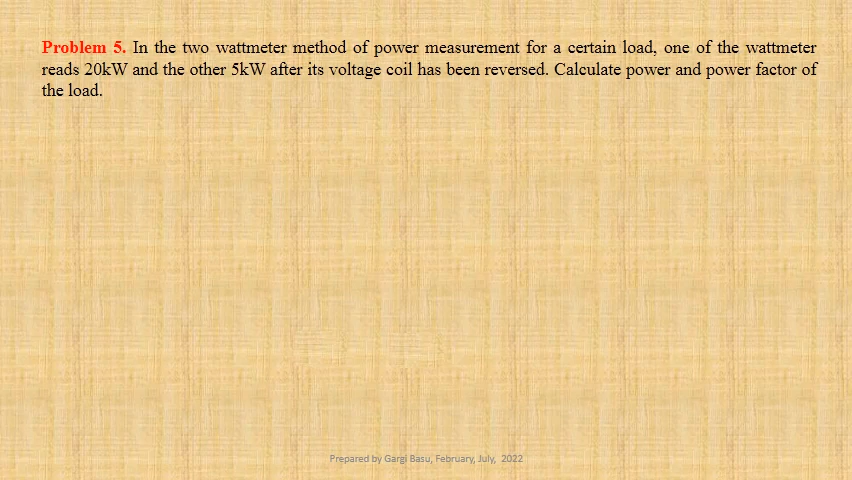 Problem 5. In the two wattmeter method of power measurement for a certain load, one of the wattmeter
reads 20kW and the other 5kW after its voltage coil has been reversed. Calculate power and power factor of
the load.
Prepared by Gargi Basu, February, July, 2022